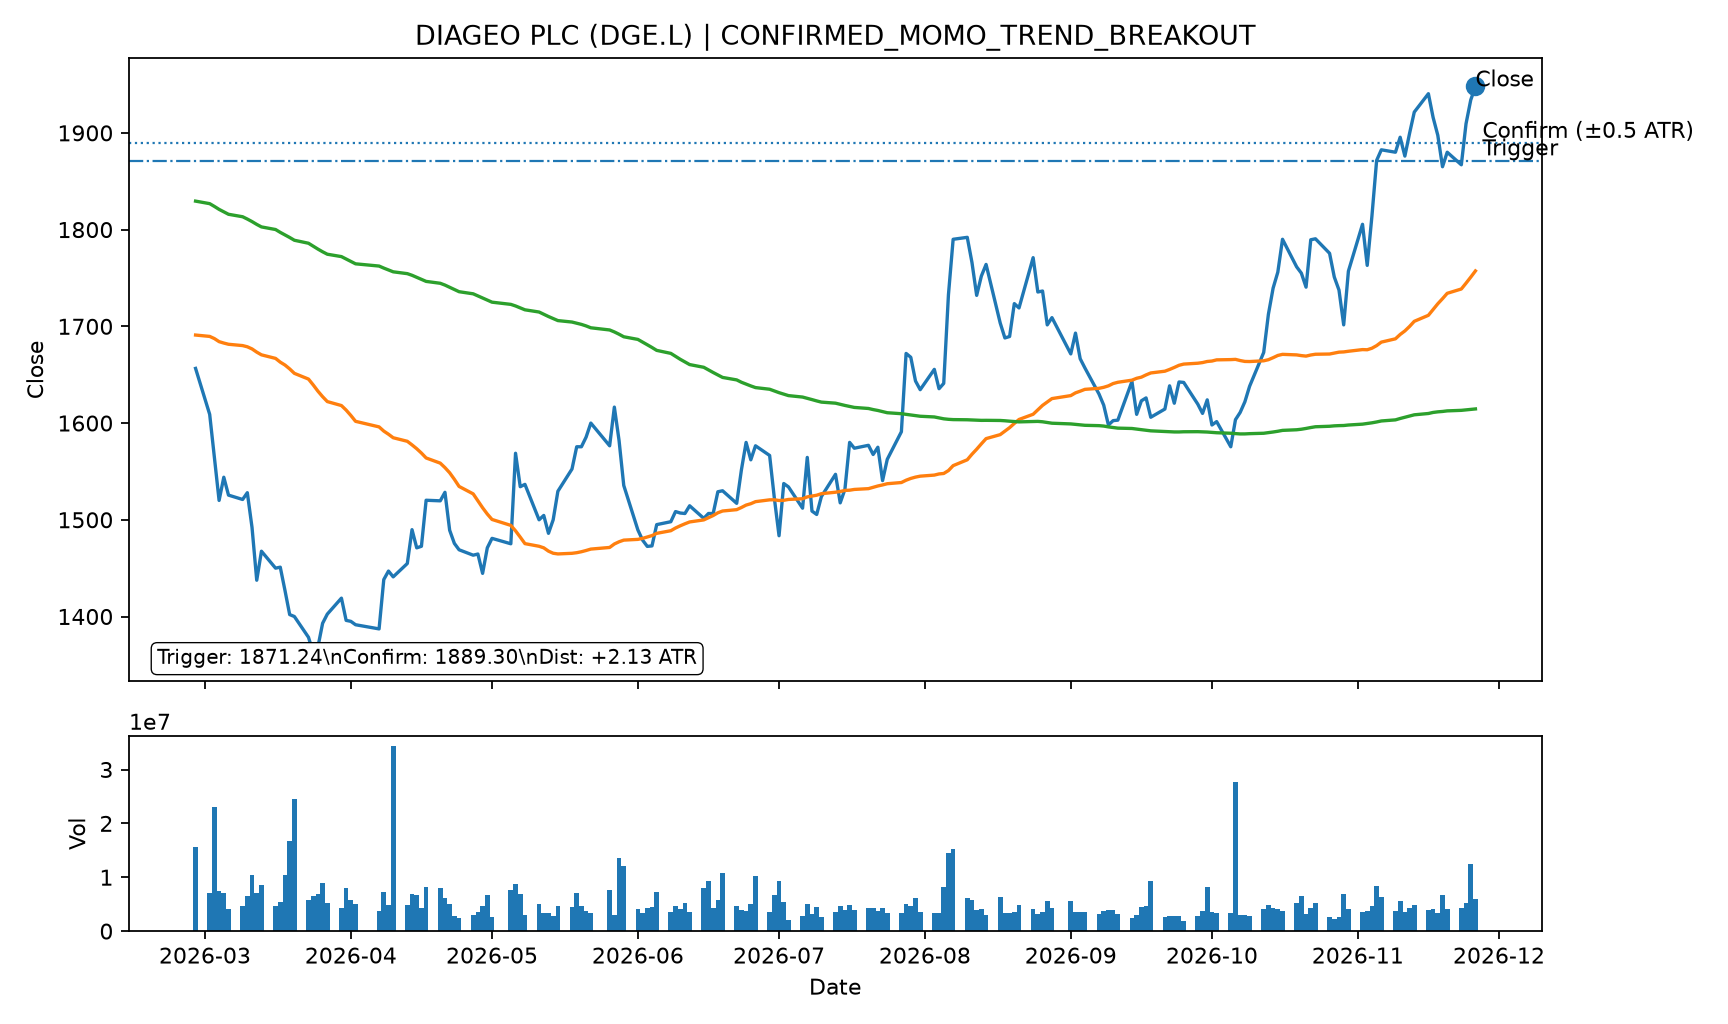 DIAGEO PLC (DGE.L) | CONFIRMED_MOMO_TREND_BREAKOUT
Close
1900
1800
1700
1600
1500
1400
Close
Confirm (±0.5 ATR)
Trigger
Trigger: 1871.24\nConfirm: 1889.30\nDist: +2.13 ATR
1e7
Vol
3
2
1
0
2026-03 2026-04 2026-05 2026-06 2026-07 2026-08 2026-09 2026-10 2026-11 2026-12
Date